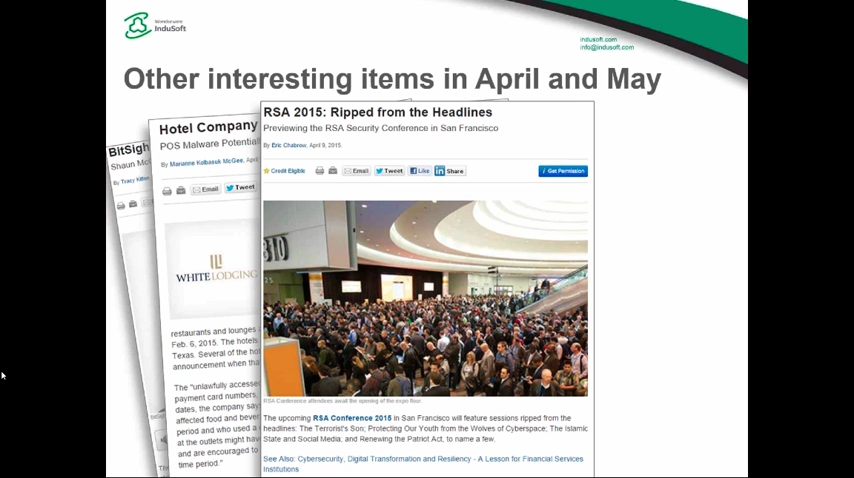 Wonderware
InduSoft
indusoft.com
info@indusoft.com
Other interesting items in April and May
BitSigh
Shaun Mc
By Tracy Kitten
Hotel Company
POS Malware Potential
By Marianne Kolbasuk McGee, April
Email
Tweet
WHITE LODGING
restaurants and lounges
Feb. 6, 2015. The hotels
Texas. Several of the ho
announcement when tha
The "unlawfully accesse
payment card numbers,
dates, the company say
affected food and bever
period and who used a
at the outlets might hav
and are encouraged to
time period."
RSA 2015: Ripped from the Headlines
Previewing the RSA Security Conference in San Francisco
By Eric Chabrow, April 9, 2015.
Credit Eligible
Email
Tweet
Like
Share
Get Permission
310
RSA Conference attendees await the opening of the expo floor.
The upcoming RSA Conference 2015 in San Francisco will feature sessions ripped from the
headlines: The Terrorist's Son; Protecting Our Youth from the Wolves of Cyberspace; The Islamic
State and Social Media; and Renewing the Patriot Act, to name a few.
See Also: Cybersecurity, Digital Transformation and Resiliency - A Lesson for Financial Services
Institutions